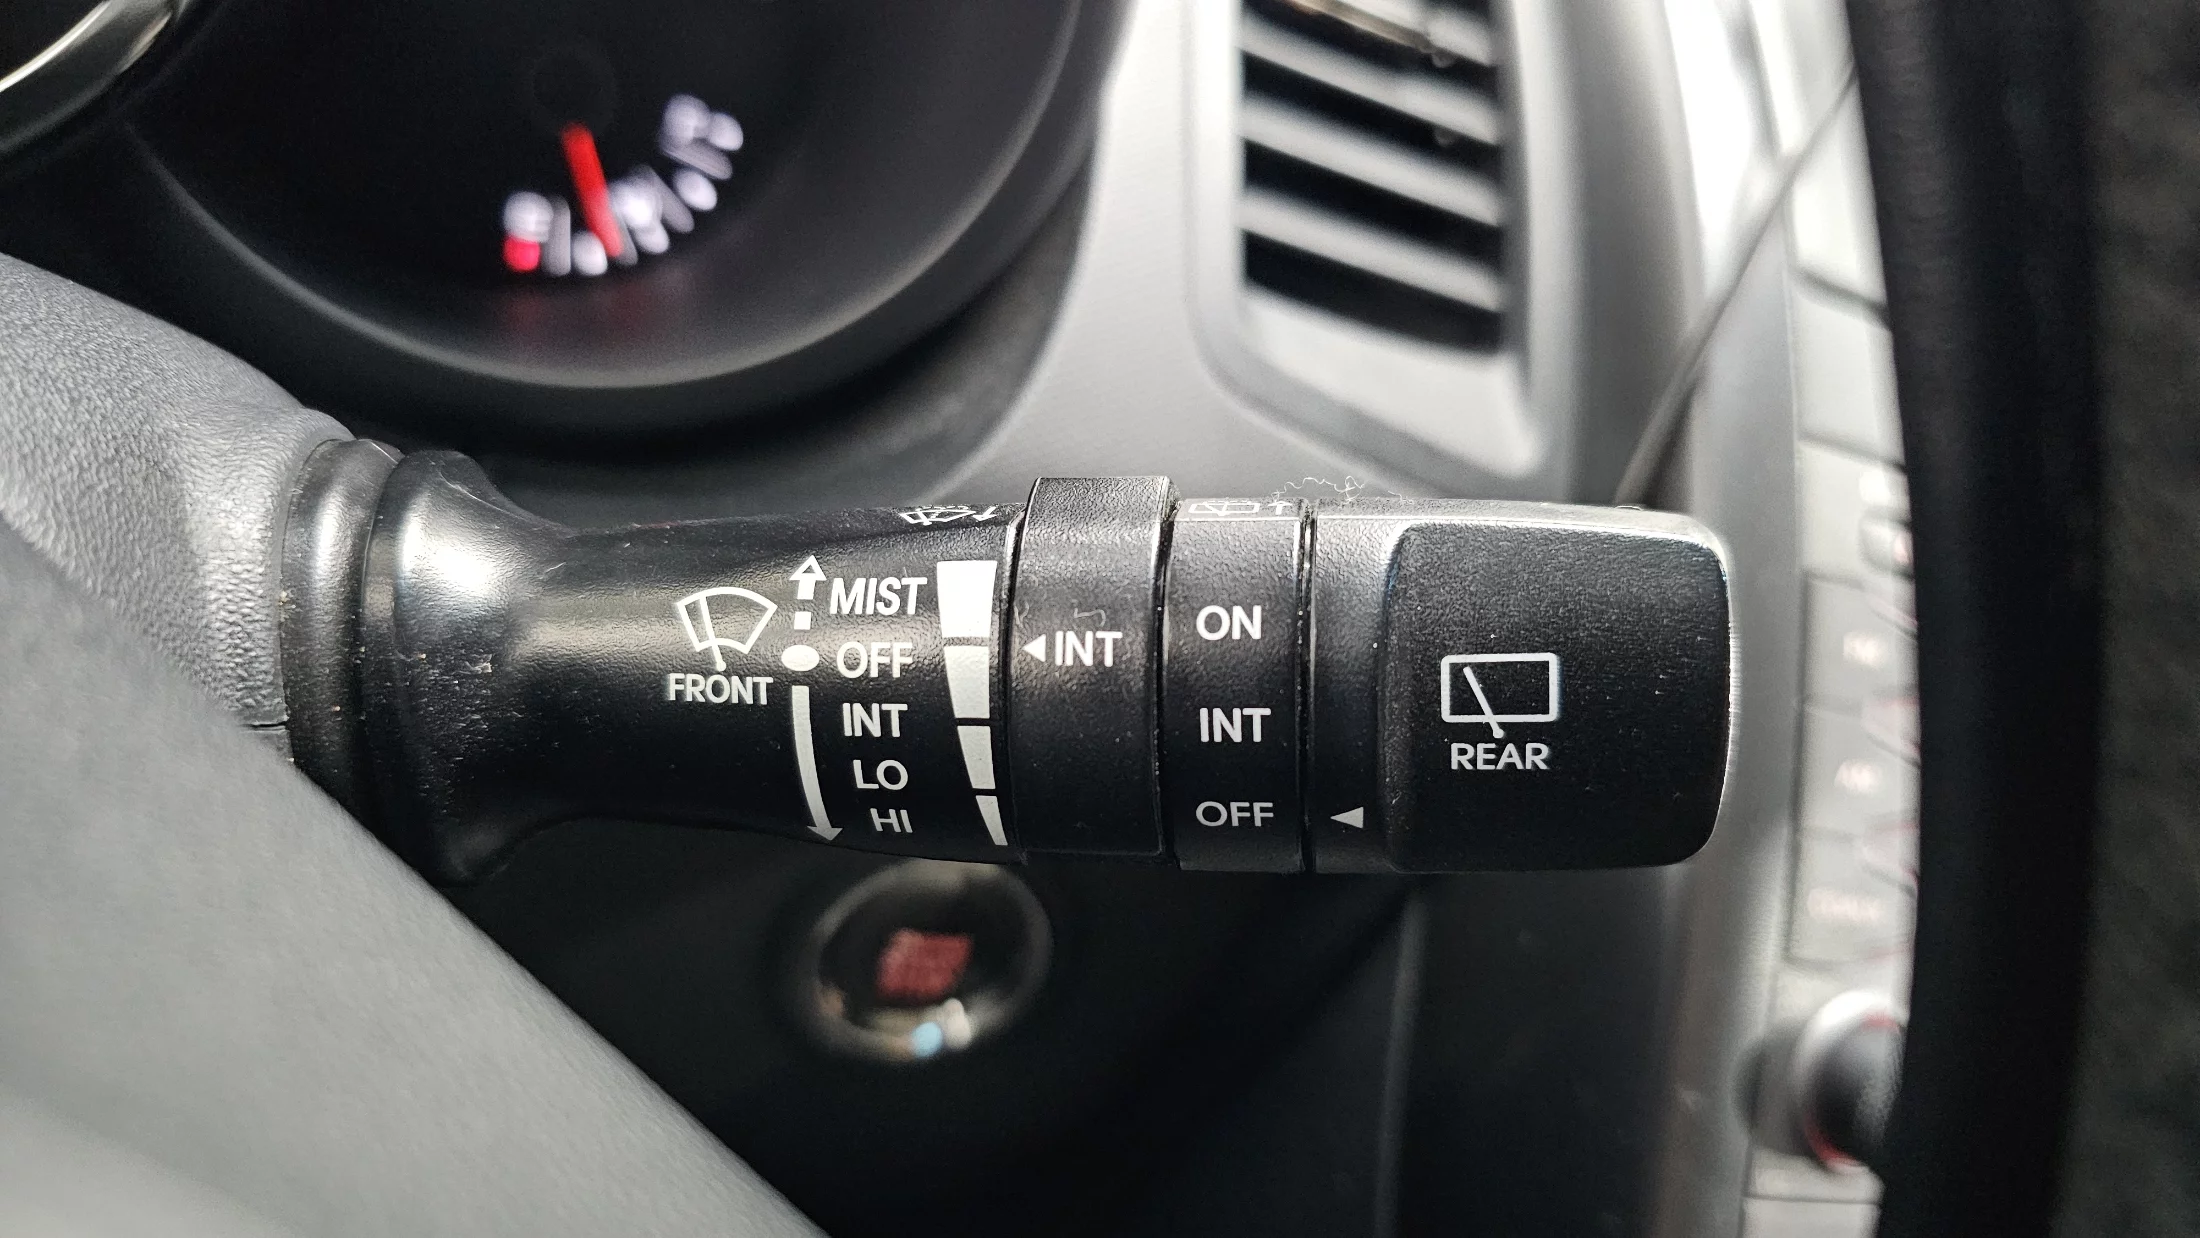 FRONT
MIST
OFF
INT
LO
HI
INT
ON
INT
OFF
REAR